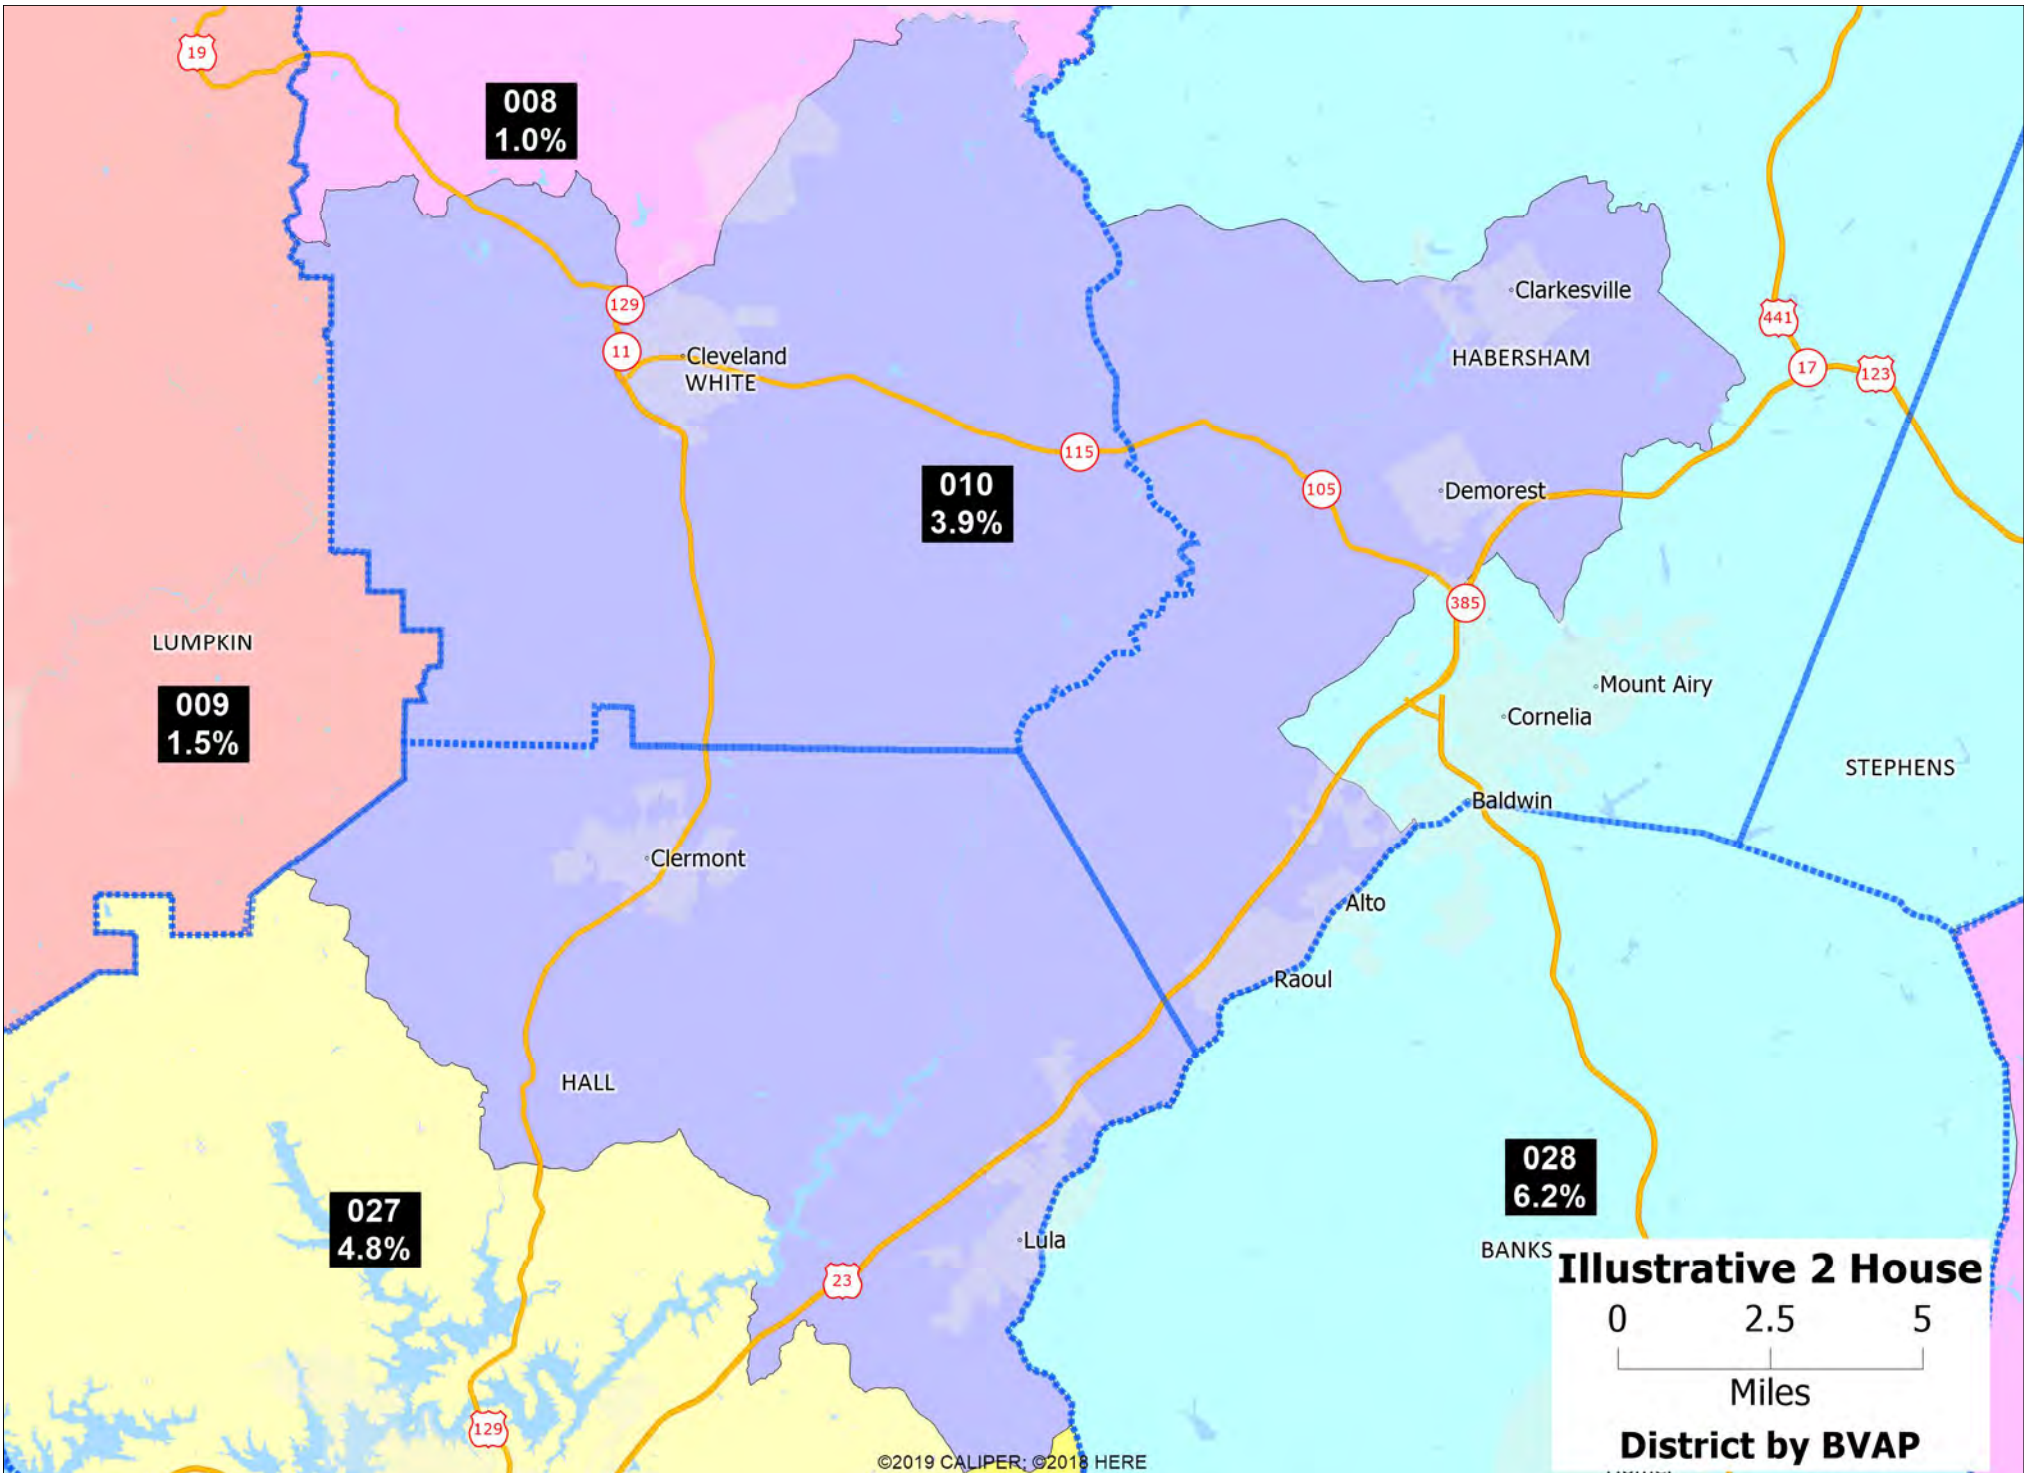 19
008
1.0%
Clarkesville
129
441
11
Cleveland
WHITE
HABERSHAM
17
123
115
010
3.9%
105
Demorest
385
LUMPKIN
009
1.5%
Mount Airy
Cornelia
STEPHENS
Baldwin
Clermont
Alto
Raoul
HALL
028
6.2%
027
4.8%
Lula
BANKS
23
Illustrative 2 House
0 2.5 5
Miles
129
District by BVAP
©2019 CALIPER; ©2018 HERE